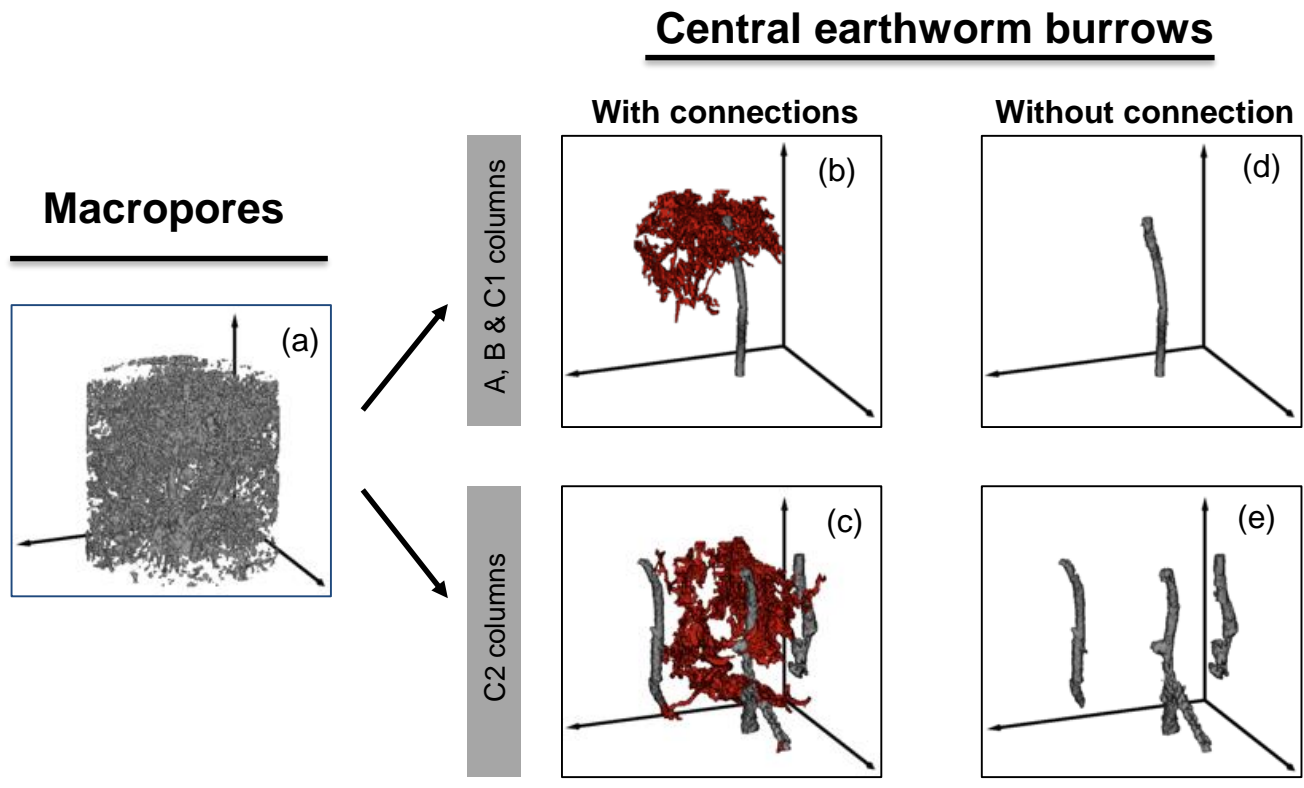 Central earthworm burrows
With connections
Without connection
Macropores
A, B & C1 columns
(a)
(b)
(d)
C2 columns
(c)
(e)